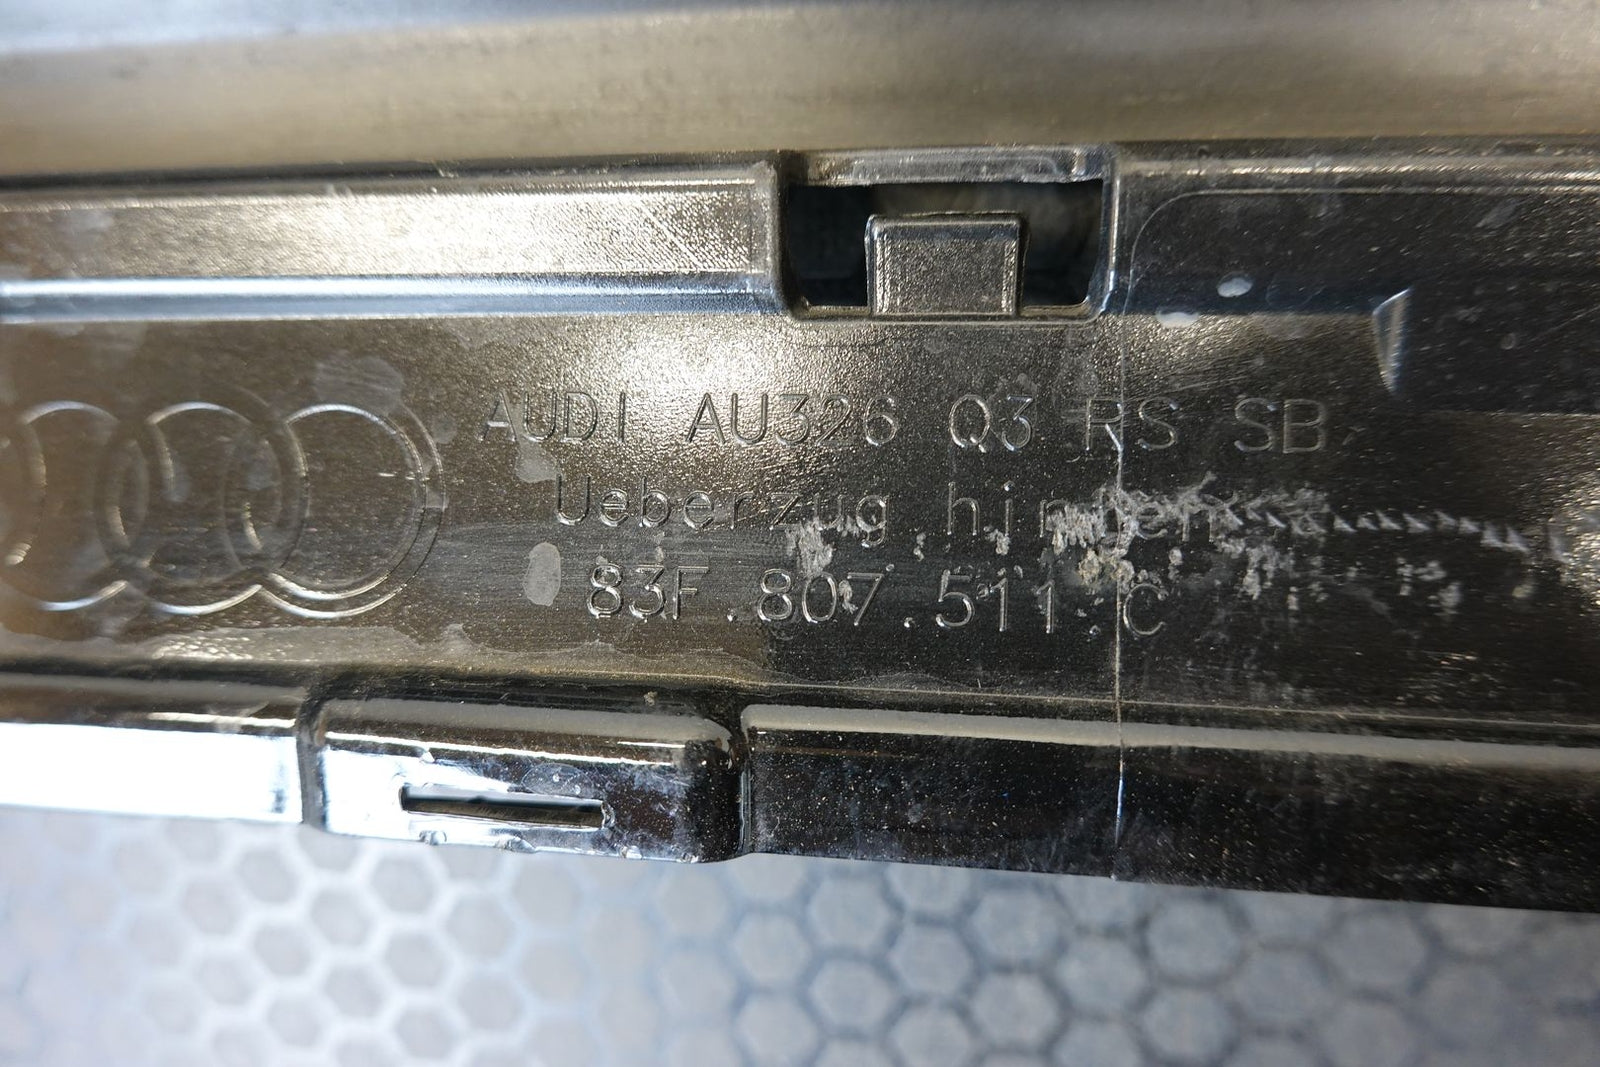 AUDI AU326 Q3 RS SB
Ueberzug hinten
83F.807.511.C